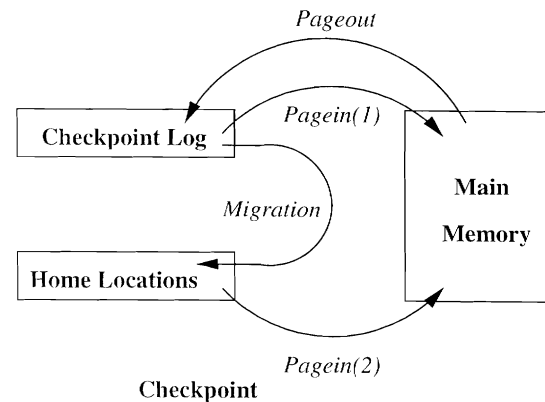 Pageout
Pagein(1)
Checkpoint Log
Main
Memory
Migration
Home Locations
Pagein(2)
Checkpoint